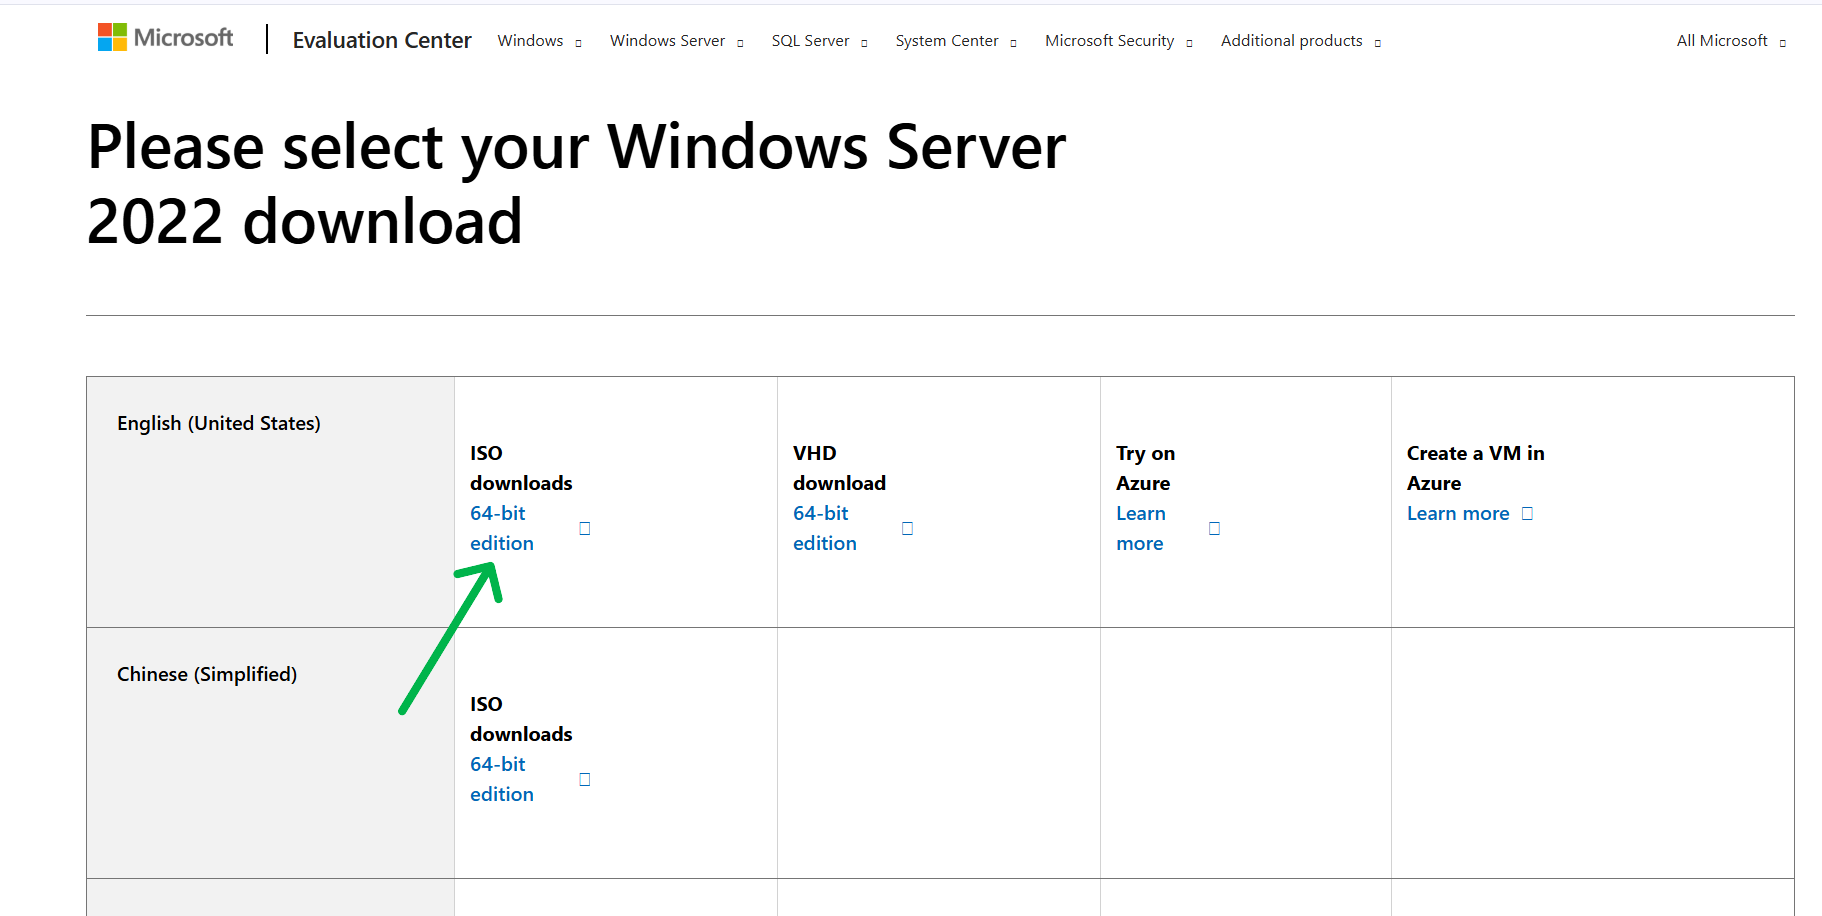 Microsoft Evaluation Center Windows Windows Server SQL Server System Center Microsoft Security Additional products All Microsoft
Please select your Windows Server
2022 download
English (United States)
ISO
downloads
64-bit
edition
VHD
download
64-bit
edition
Try on
Azure
Learn
more
Create a VM in
Azure
Learn more
Chinese (Simplified)
ISO
downloads
64-bit
edition